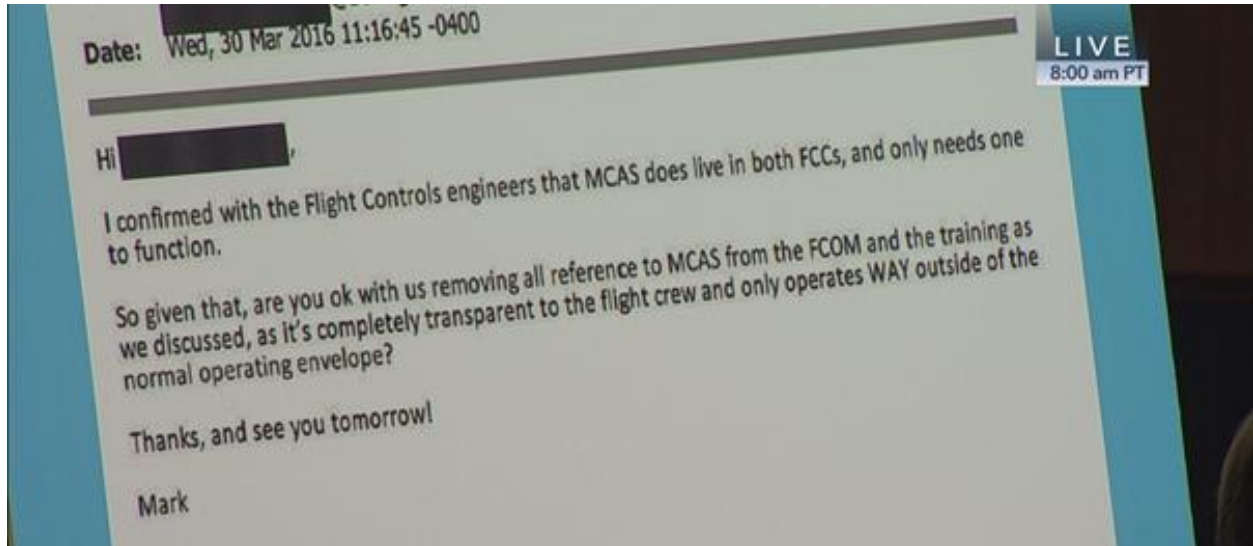 Date: Wed, 30 Mar 2016 11:16:45 -0400
LIVE
8:00 am PT
Hi ,
I confirmed with the Flight Controls engineers that MCAS does live in both FCCs, and only needs one
to function.
So given that, are you ok with us removing all reference to MCAS from the FCOM and the training as
we discussed, as it's completely transparent to the flight crew and only operates WAY outside of the
normal operating envelope?
Thanks, and see you tomorrow!
Mark